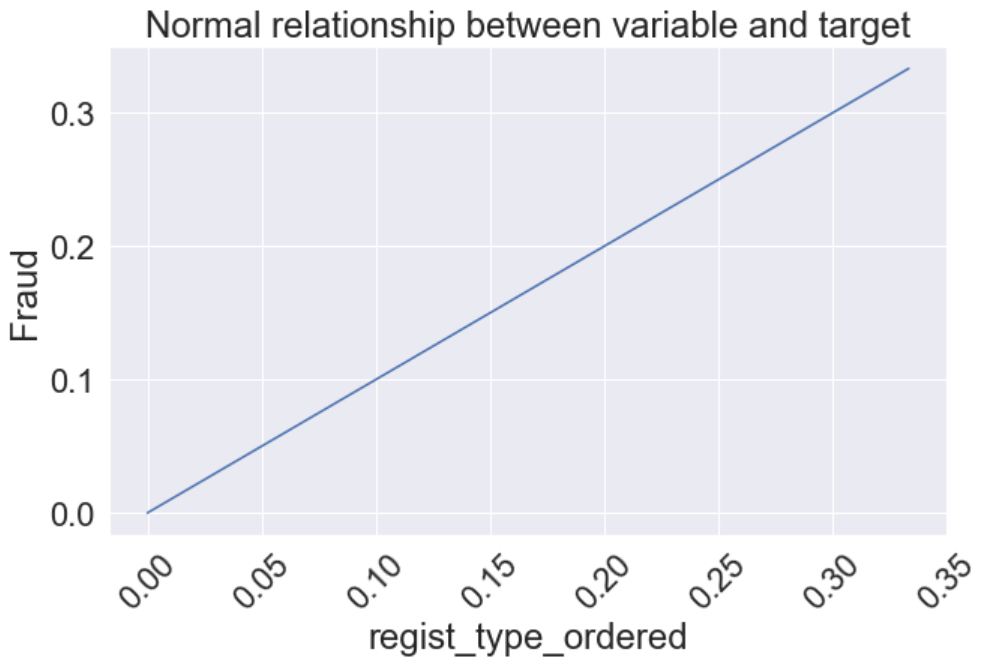 Normal relationship between variable and target
Fraud
0.3
0.2
0.1
0.0
0.00 0.05 0.10 0.15 0.20 0.25 0.30 0.35
regist_type_ordered